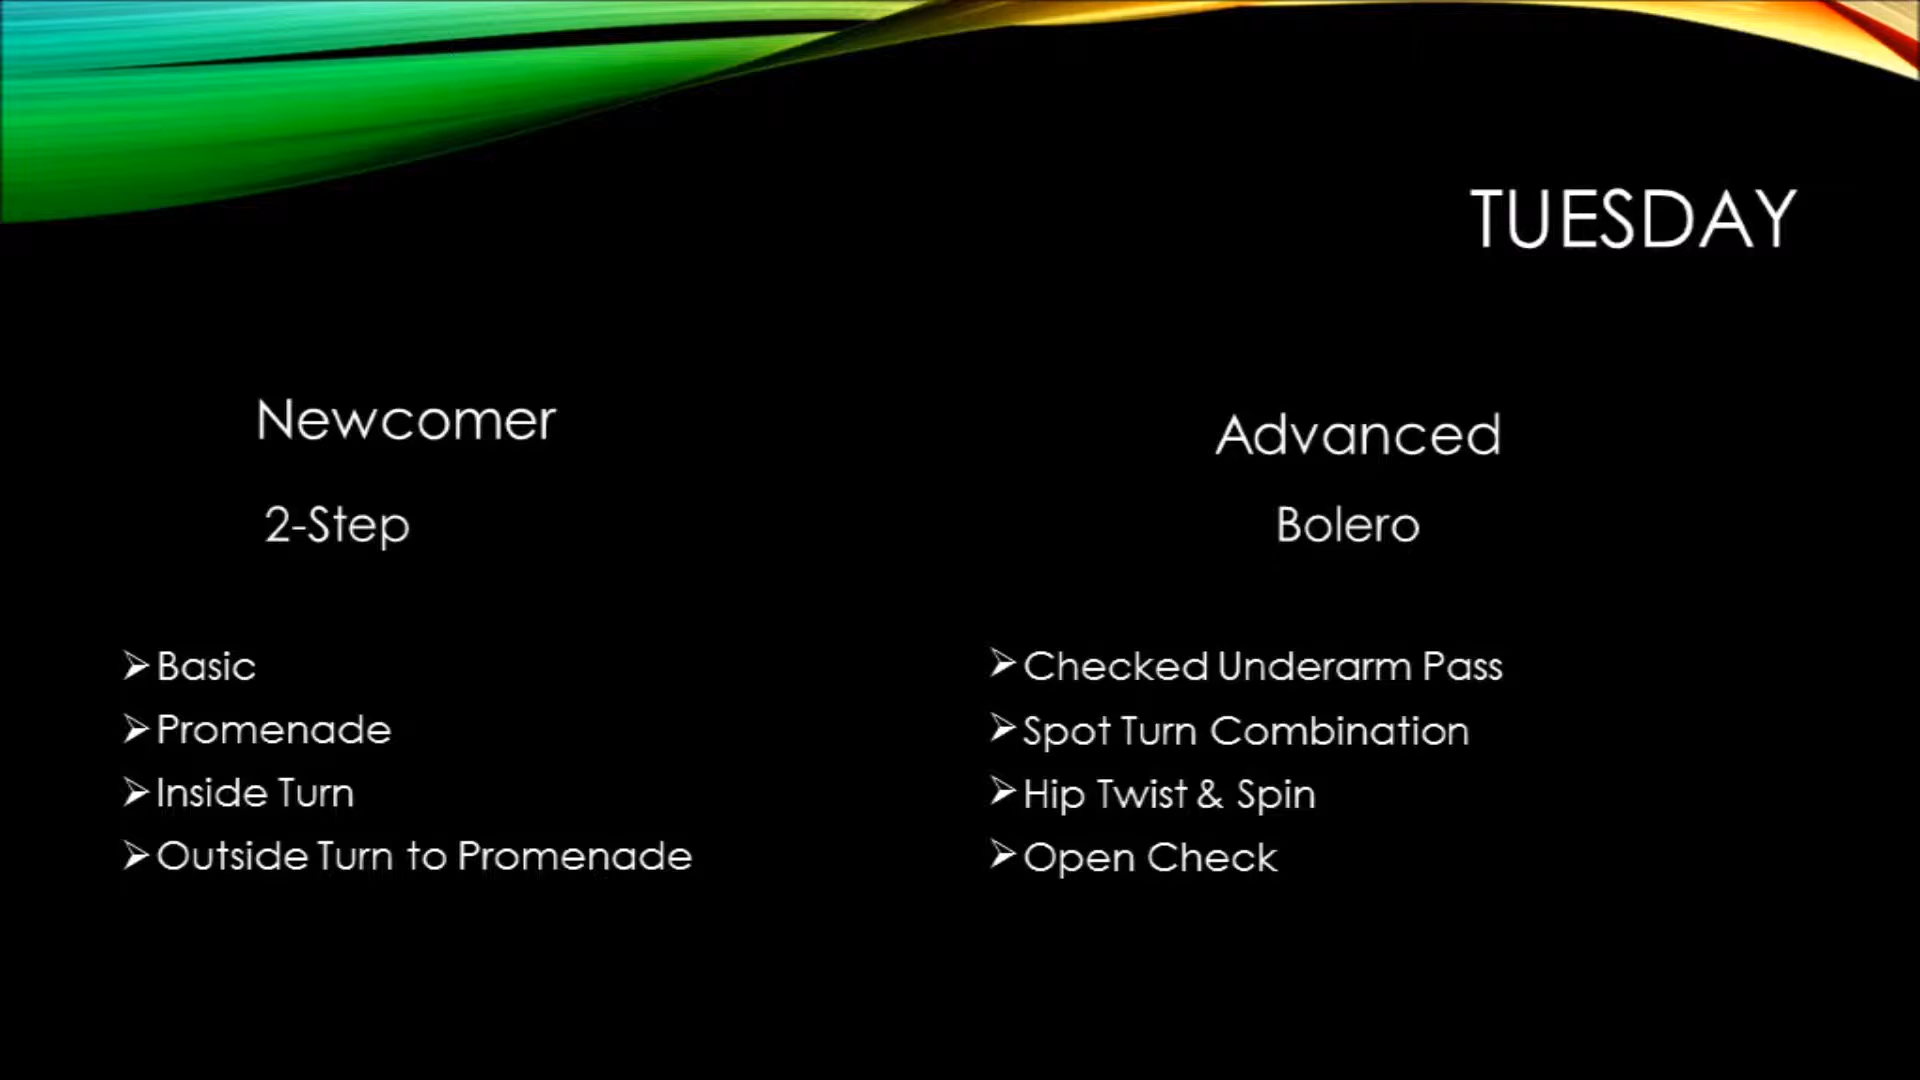 TUESDAY
Newcomer
2-Step
➢Basic
➢Promenade
➢Inside Turn
➢Outside Turn to Promenade
Advanced
Bolero
➢Checked Underarm Pass
➢Spot Turn Combination
➢Hip Twist & Spin
➢Open Check